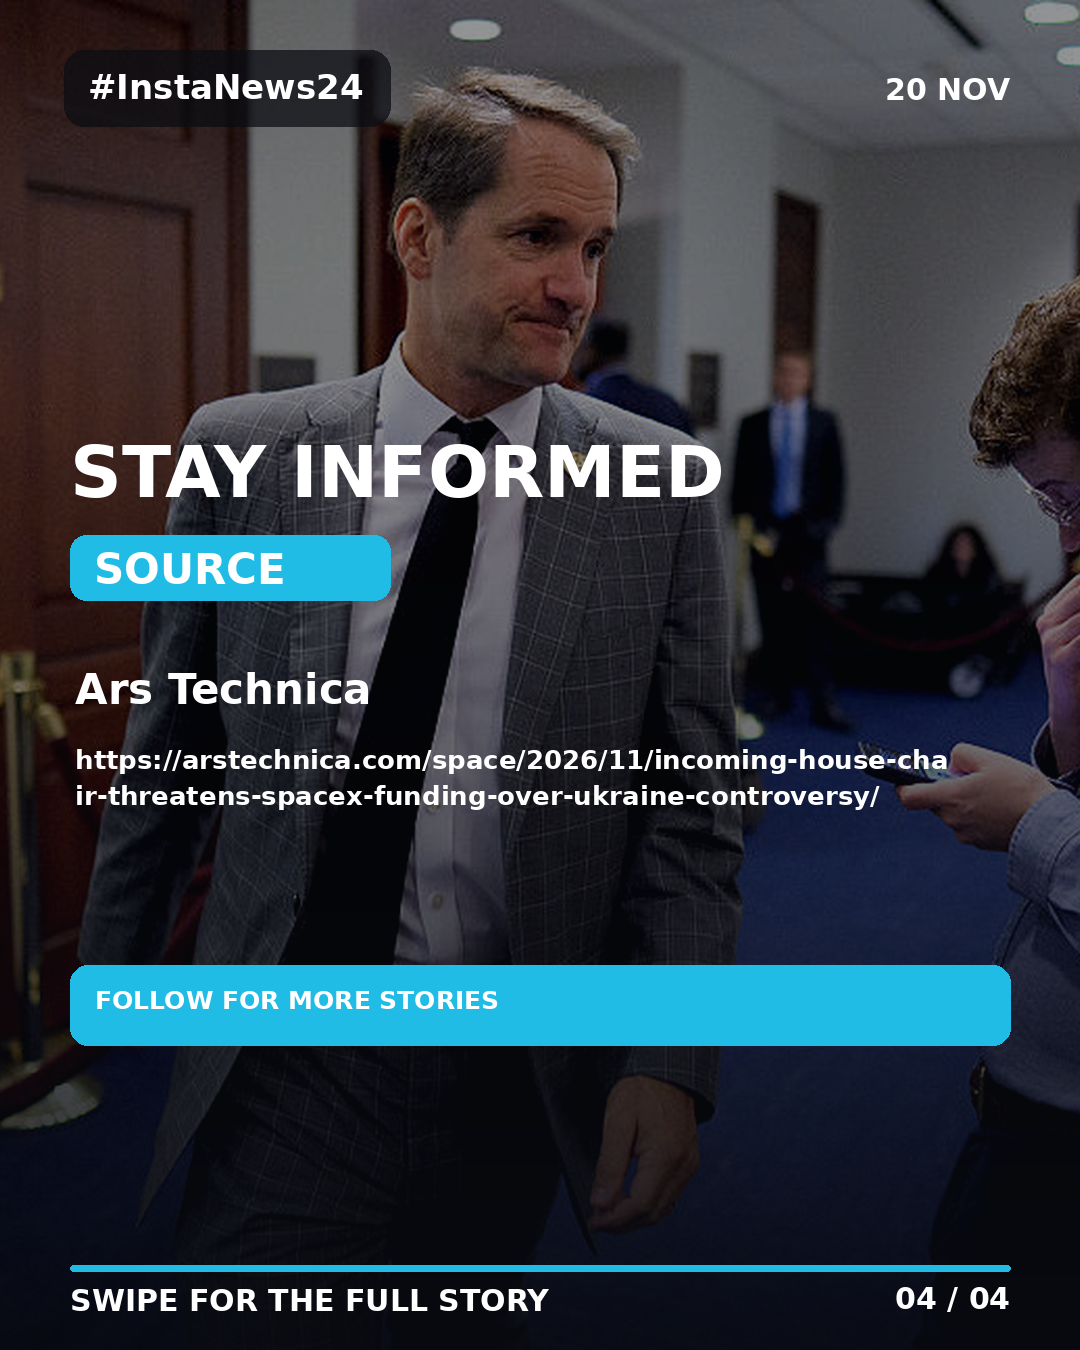 #InstaNews24
20 NOV
STAY INFORMED
SOURCE
Ars Technica
https://arstechnica.com/space/2026/11/incoming-house-cha
ir-threatens-spacex-funding-over-ukraine-controversy/
FOLLOW FOR MORE STORIES
SWIPE FOR THE FULL STORY
04 / 04